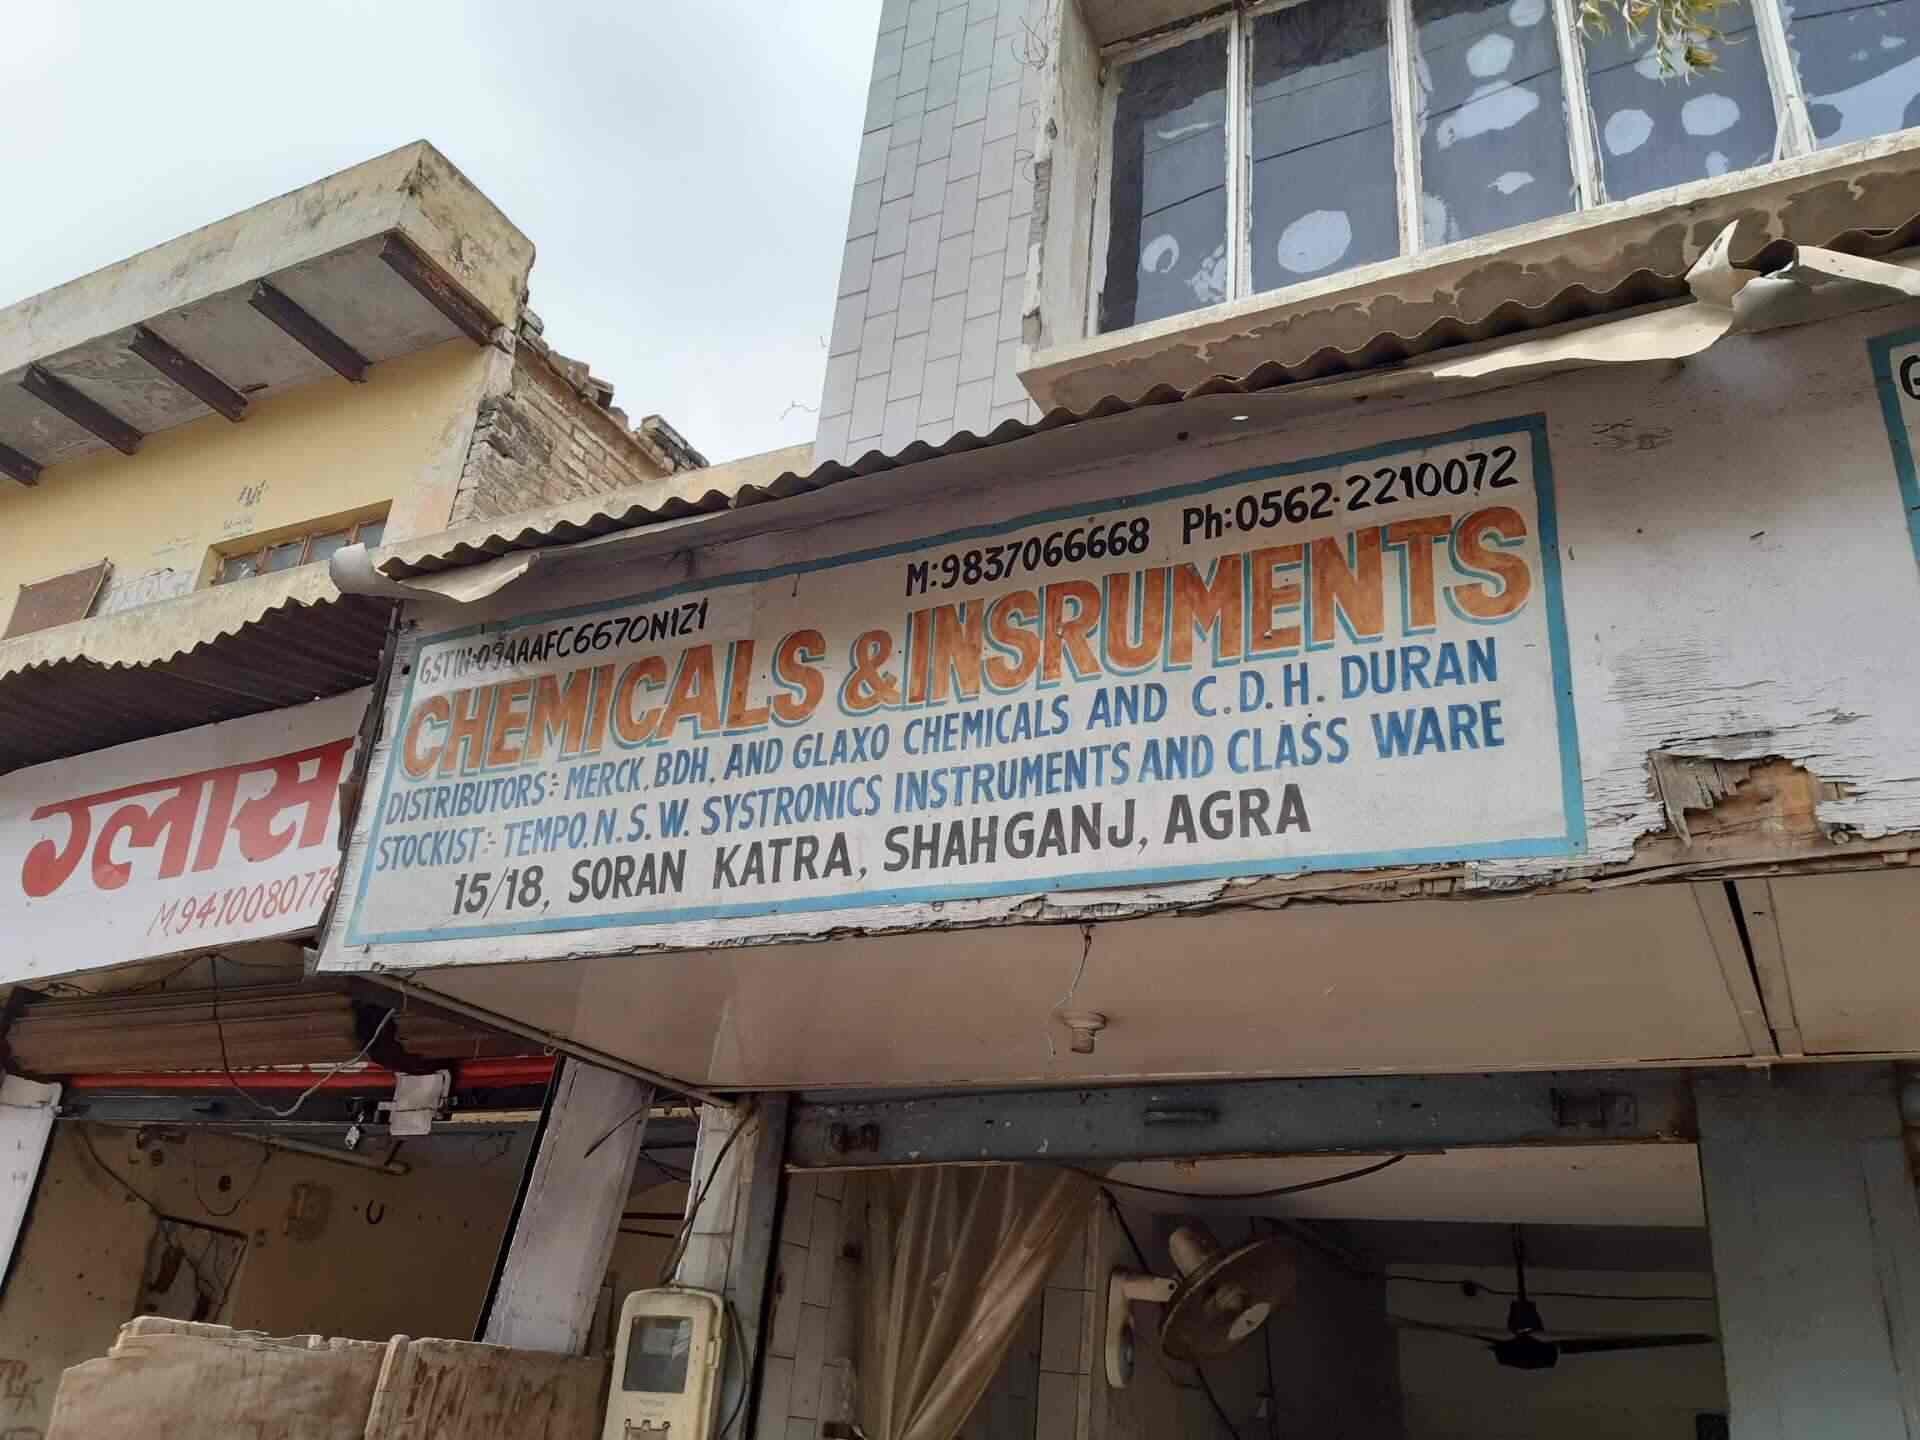 GSTIN:09AAAFC6670N1Z1
M:9837066668 Ph:0562-2210072
CHEMICALS & INSRUMENTS
DISTRIBUTORS:- MERCK, BDH, AND GLAXO CHEMICALS AND C.D.H. DURAN
STOCKIST:- TEMPO, N.S.W. SYSTRONICS INSTRUMENTS AND CLASS WARE
15/18, SORAN KATRA, SHAHGANJ, AGRA
ग्लास
M.9410080778
G